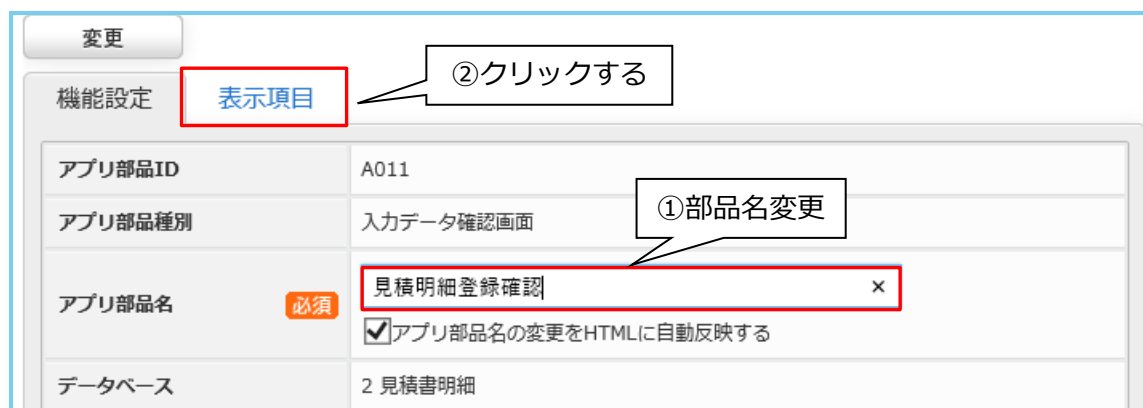 変更
②クリックする
機能設定 表示項目
アプリ部品ID A011
①部品名変更
アプリ部品種別 入力データ確認画面
見積明細登録確認 ×
アプリ部品名 必須
アプリ部品名の変更をHTMLに自動反映する
データベース 2 見積書明細